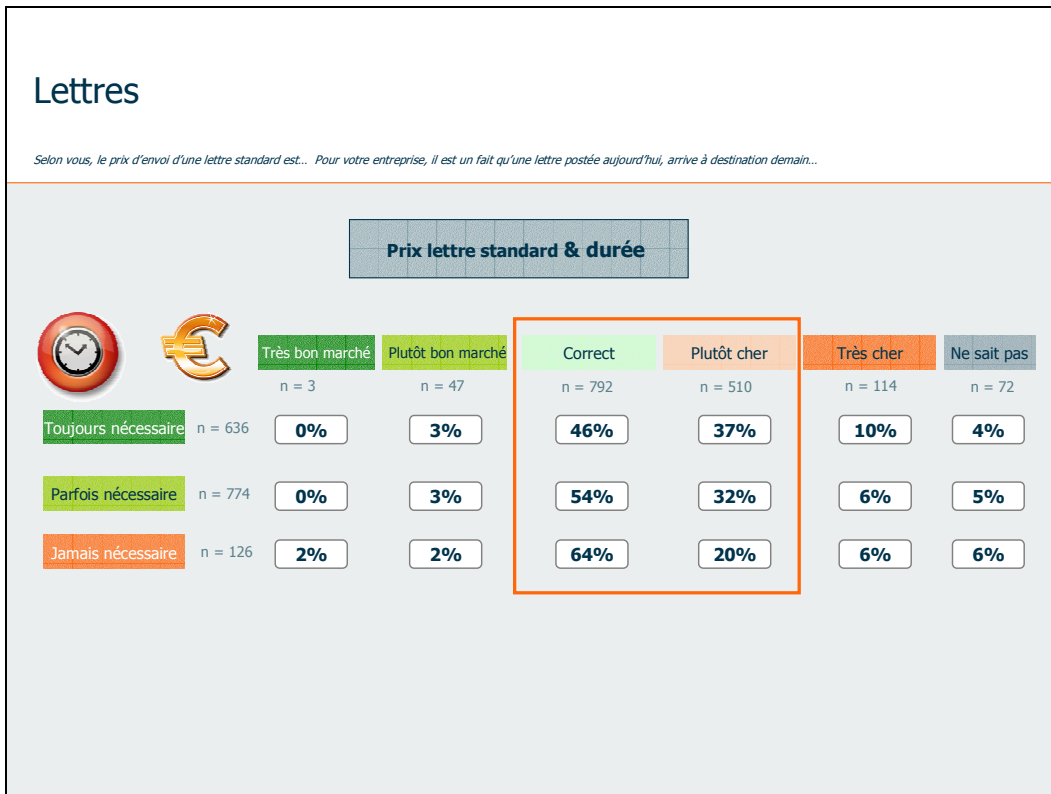 Lettres
Selon vous, le prix d'envoi d'une lettre standard est… Pour votre entreprise, il est un fait qu'une lettre postée aujourd'hui, arrive à destination demain…
Prix lettre standard & durée
Très bon marché Plutôt bon marché Correct Plutôt cher Très cher Ne sait pas
n = 3 n = 47 n = 792 n = 510 n = 114 n = 72
Toujours nécessaire n = 636 0% 3% 46% 37% 10% 4%
Parfois nécessaire n = 774 0% 3% 54% 32% 6% 5%
Jamais nécessaire n = 126 2% 2% 64% 20% 6% 6%